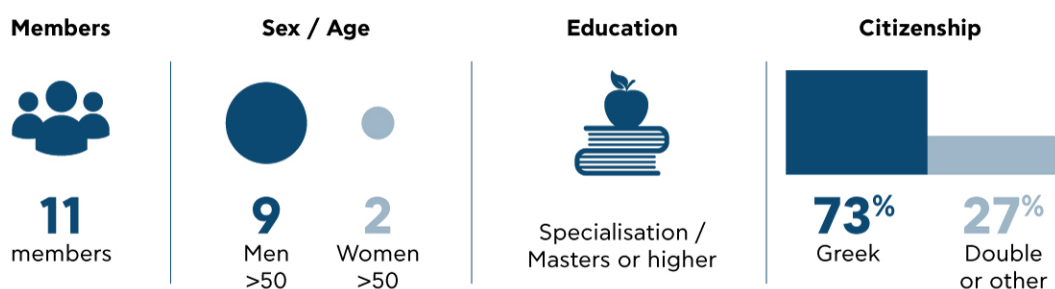 Members
11
members
Sex / Age
9
Men
>50
2
Women
>50
Education
Specialisation /
Masters or higher
Citizenship
73%
Greek
27%
Double
or other